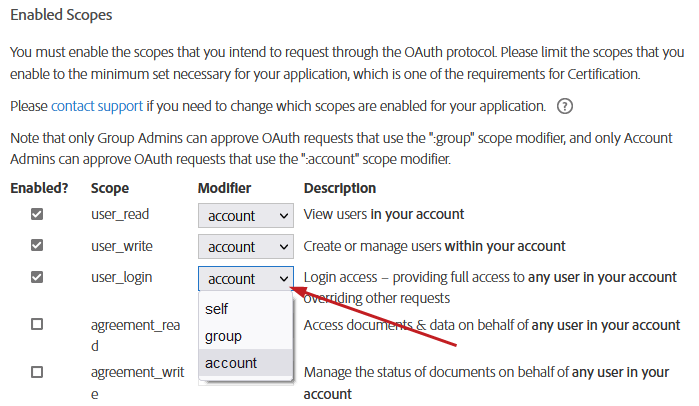 Enabled Scopes
You must enable the scopes that you intend to request through the OAuth protocol. Please limit the scopes that you
enable to the minimum set necessary for your application, which is one of the requirements for Certification.
Please contact support if you need to change which scopes are enabled for your application. ?
Note that only Group Admins can approve OAuth requests that use the ":group" scope modifier, and only Account
Admins can approve OAuth requests that use the ":account" scope modifier.
Enabled? Scope Modifier Description
user_read account View users in your account
user_write account Create or manage users within your account
user_login account Login access – providing full access to any user in your account
overriding other requests
self
group
account
agreement_rea Access documents & data on behalf of any user in your account
d
agreement_writ Manage the status of documents on behalf of any user in your
e account